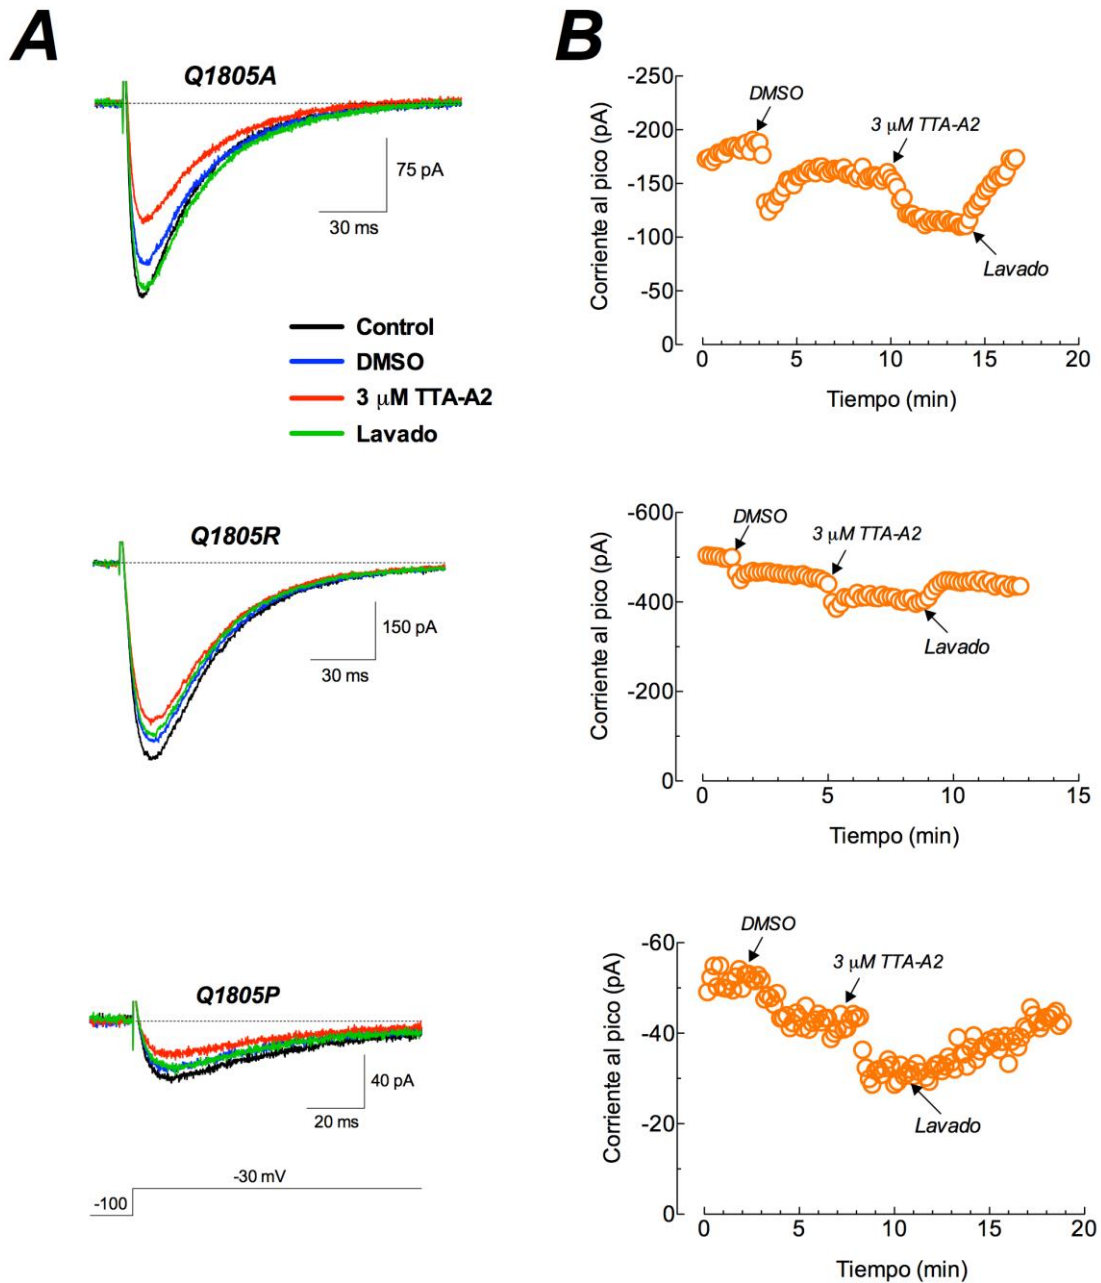 A
B
Q1805A
75 pA
30 ms
Control
DMSO
3 μM TTA-A2
Lavado
Corriente al pico (pA)
-250
-200
-150
-100
-50
0
DMSO
3 μM TTA-A2
Lavado
0 5 10 15 20
Tiempo (min)
Q1805R
150 pA
30 ms
Corriente al pico (pA)
-600
-400
-200
0
DMSO
3 μM TTA-A2
Lavado
0 5 10 15
Tiempo (min)
Q1805P
40 pA
20 ms
-30 mV
-100
Corriente al pico (pA)
-60
-40
-20
0
DMSO
3 μM TTA-A2
Lavado
0 5 10 15 20
Tiempo (min)